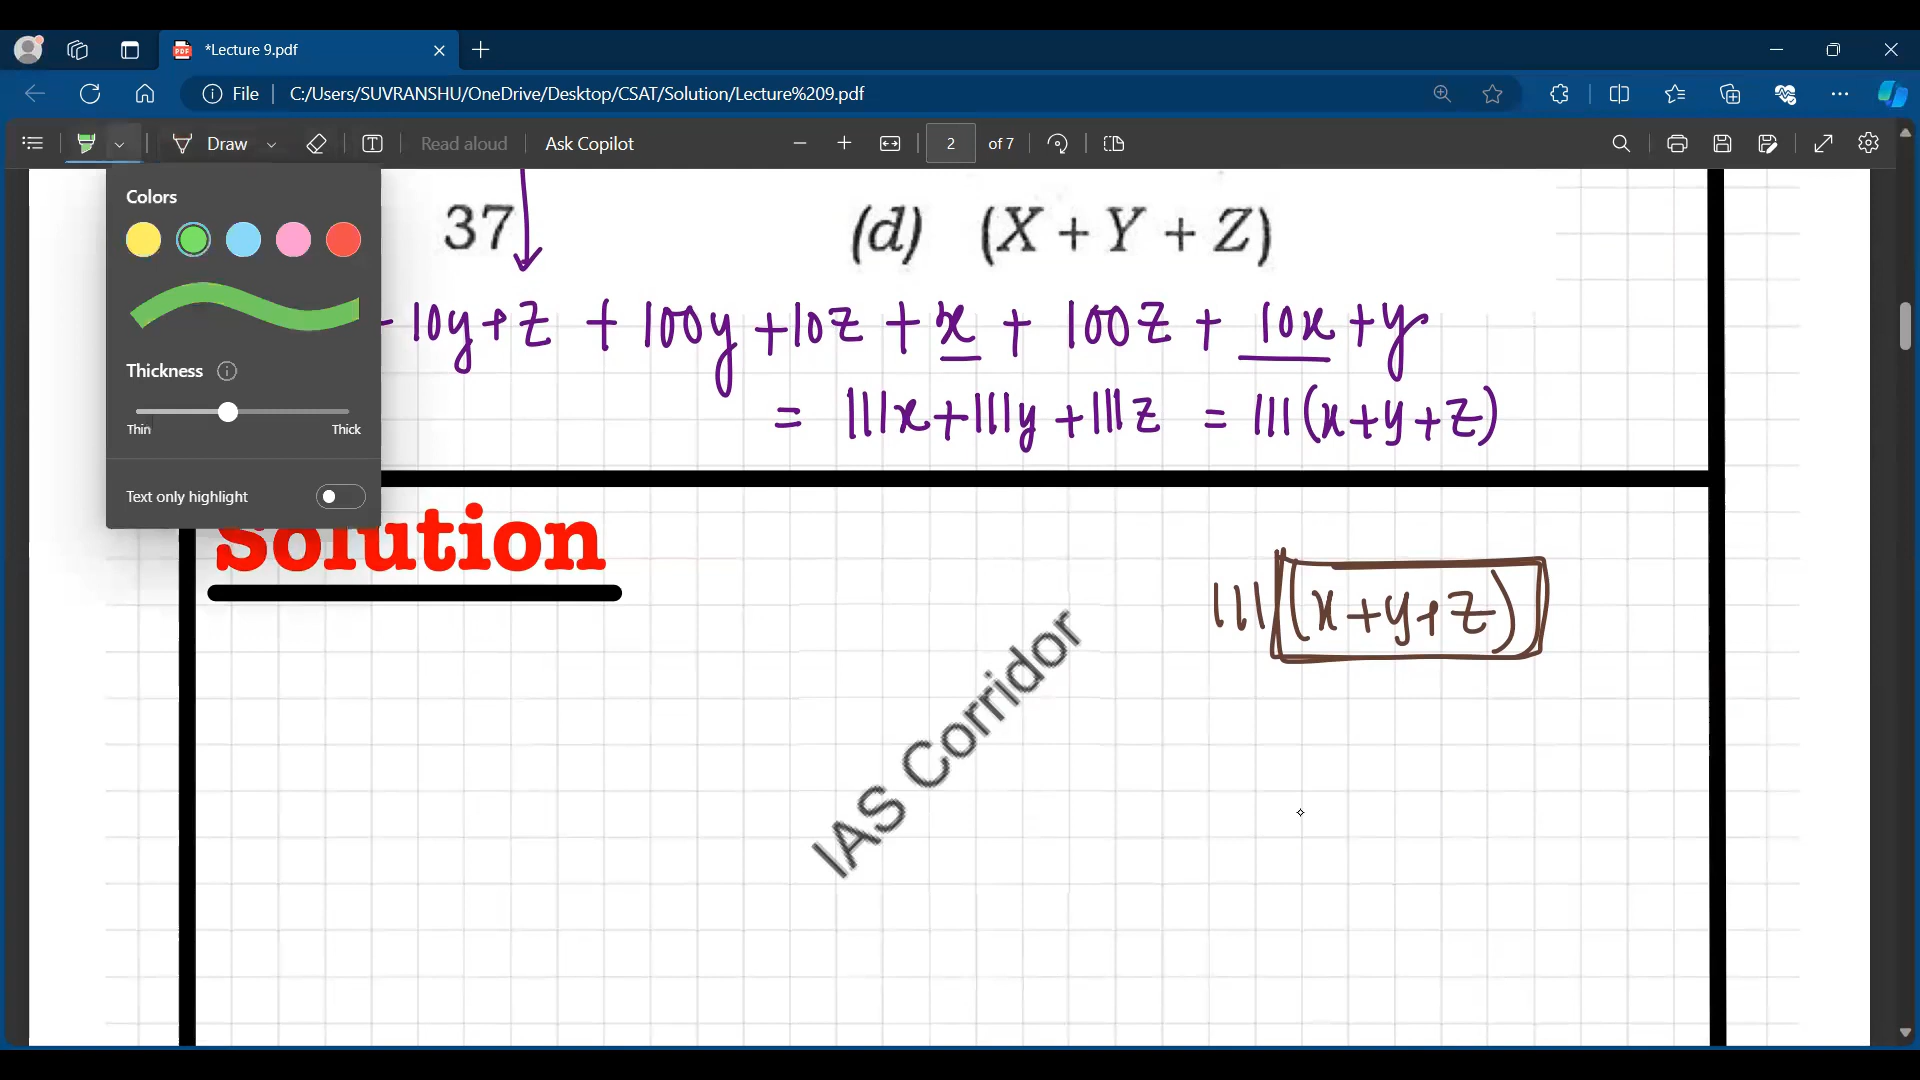 *Lecture 9.pdf
File C:/Users/SUVRANSHU/OneDrive/Desktop/CSAT/Solution/Lecture%209.pdf
Draw Read aloud Ask Copilot 2 of 7
Colors
Thickness
Thin Thick
Text only highlight
37 (d) (X + Y + Z)
- 10y+z + 100y +10z + x + 100z + 10x +y
= 111x+111y+111z = 111(x+y+z)
Solution
111(x+y+z)
IAS Corridor